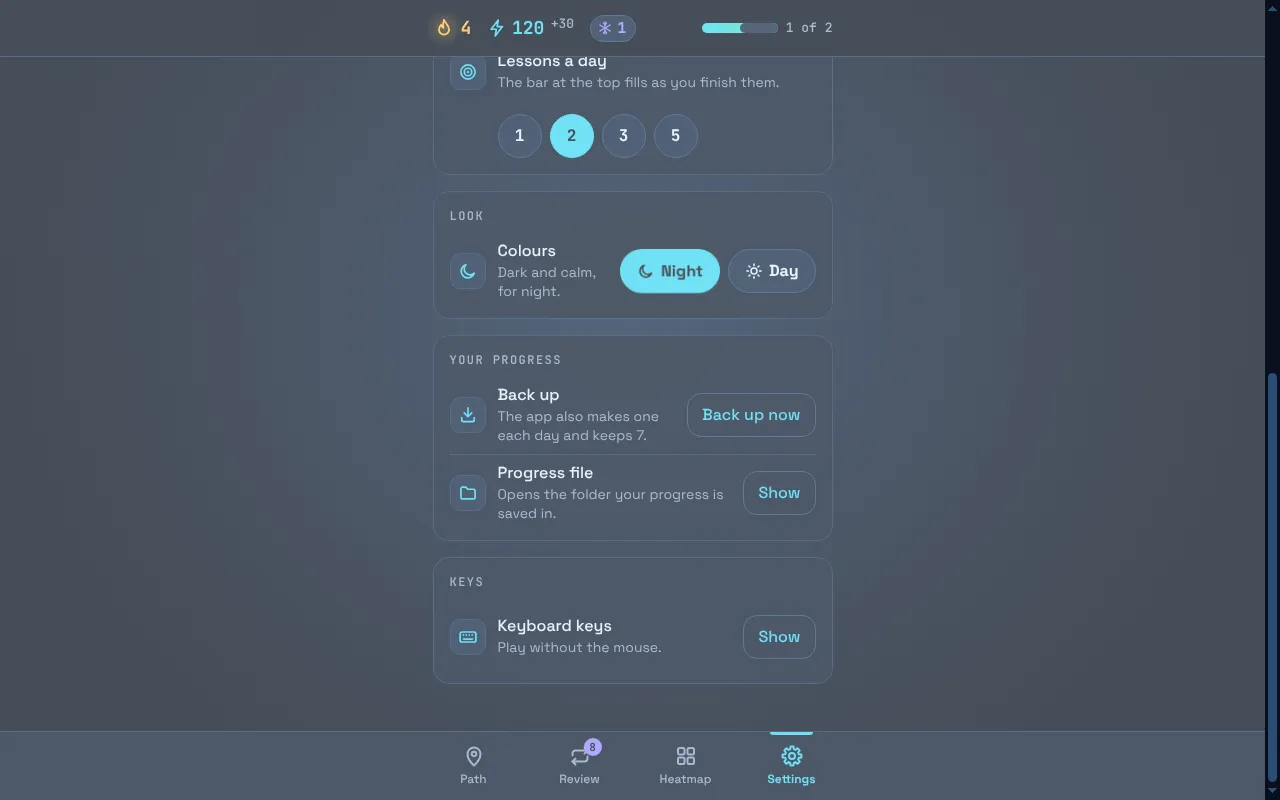 4 120 +30 1 1 of 2
Lessons a day
The bar at the top fills as you finish them.
1 2 3 5
LOOK
Colours
Dark and calm,
for night.
Night Day
YOUR PROGRESS
Back up
The app also makes one
each day and keeps 7.
Back up now
Progress file
Opens the folder your progress is
saved in.
Show
KEYS
Keyboard keys
Play without the mouse.
Show
8
Path Review Heatmap Settings